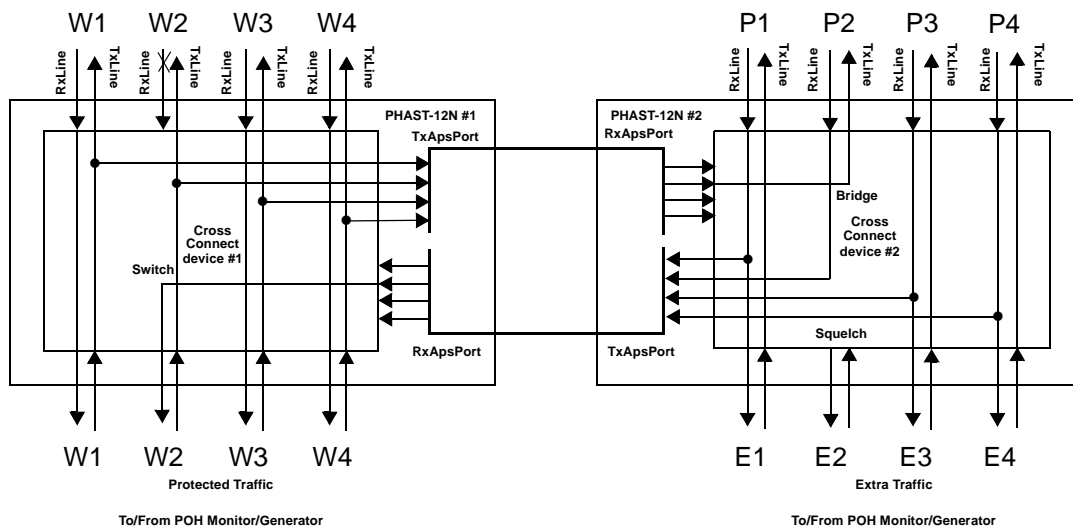 W1 W2 W3 W4 P1 P2 P3 P4
RxLine TxLine RxLine TxLine RxLine TxLine RxLine TxLine RxLine TxLine RxLine TxLine RxLine TxLine RxLine TxLine
PHAST-12N #1 PHAST-12N #2
TxApsPort RxApsPort
Bridge
Cross
Connect
device #1
Cross
Connect
device #2
Switch
Squelch
RxApsPort TxApsPort
W1 W2 W3 W4 E1 E2 E3 E4
Protected Traffic Extra Traffic
To/From POH Monitor/Generator To/From POH Monitor/Generator